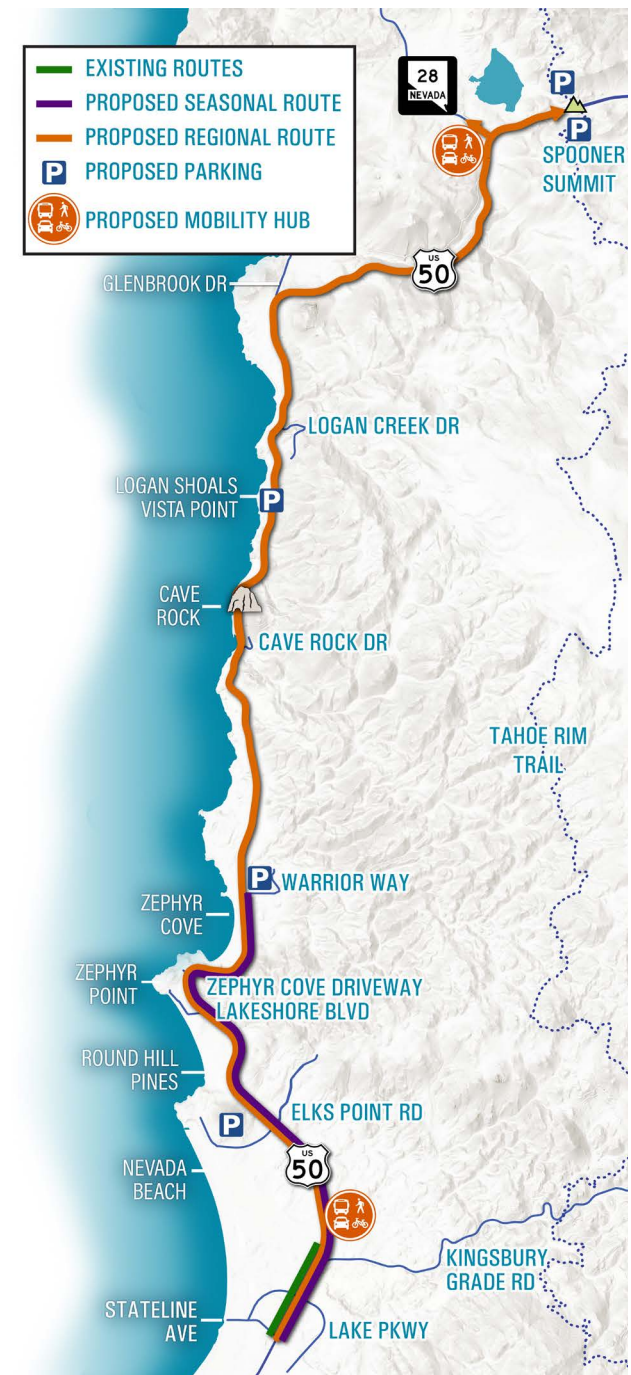 EXISTING ROUTES
PROPOSED SEASONAL ROUTE
PROPOSED REGIONAL ROUTE
P PROPOSED PARKING
PROPOSED MOBILITY HUB
28
NEVADA
P
P
SPOONER
SUMMIT
US
50
GLENBROOK DR
LOGAN CREEK DR
LOGAN SHOALS
VISTA POINT
P
CAVE
ROCK
CAVE ROCK DR
TAHOE RIM
TRAIL
P
WARRIOR WAY
ZEPHYR
COVE
ZEPHYR
POINT
ZEPHYR COVE DRIVEWAY
LAKESHORE BLVD
ROUND HILL
PINES
ELKS POINT RD
P
US
50
NEVADA
BEACH
KINGSBURY
GRADE RD
STATELINE
AVE
LAKE PKWY